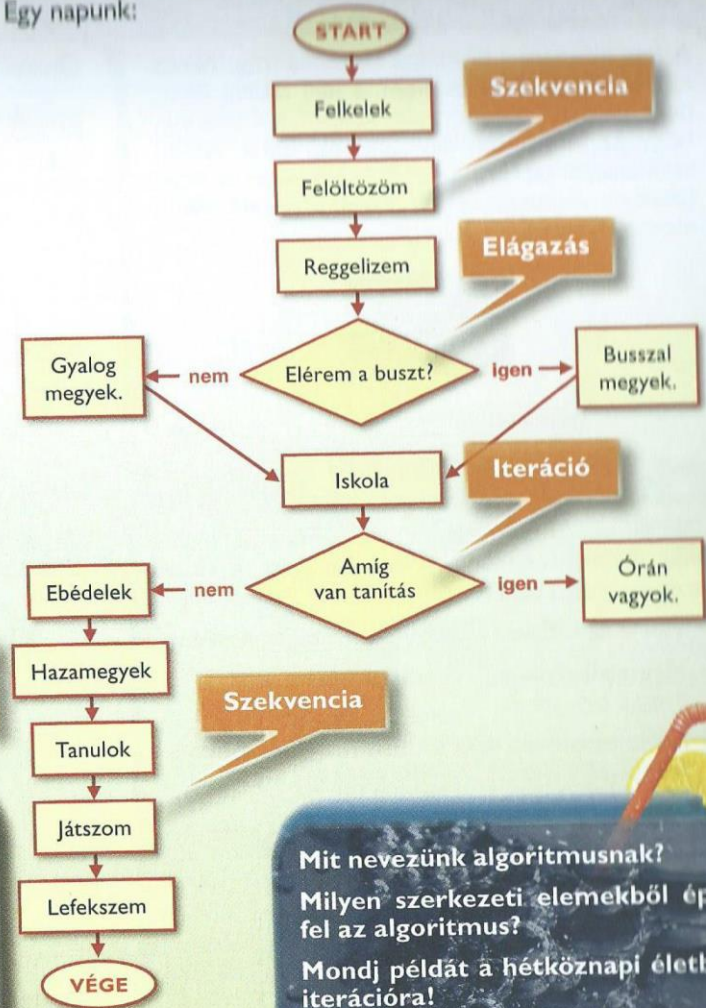 Egy napunk:
START
Felkelek
Szekvencia
Felöltözöm
Reggelizem
Elágazás
Gyalog
megyek.
nem
Elérem a buszt?
igen
Busszal
megyek.
Iskola
Iteráció
Ebédelek
nem
Amíg
van tanítás
igen
Órán
vagyok.
Hazamegyek
Szekvencia
Tanulok
Játszom
Lefekszem
VÉGE
Mit nevezünk algoritmusnak?
Milyen szerkezeti elemekből
fel az algoritmus?
Mondj példát a hétköznapi
iterációra!